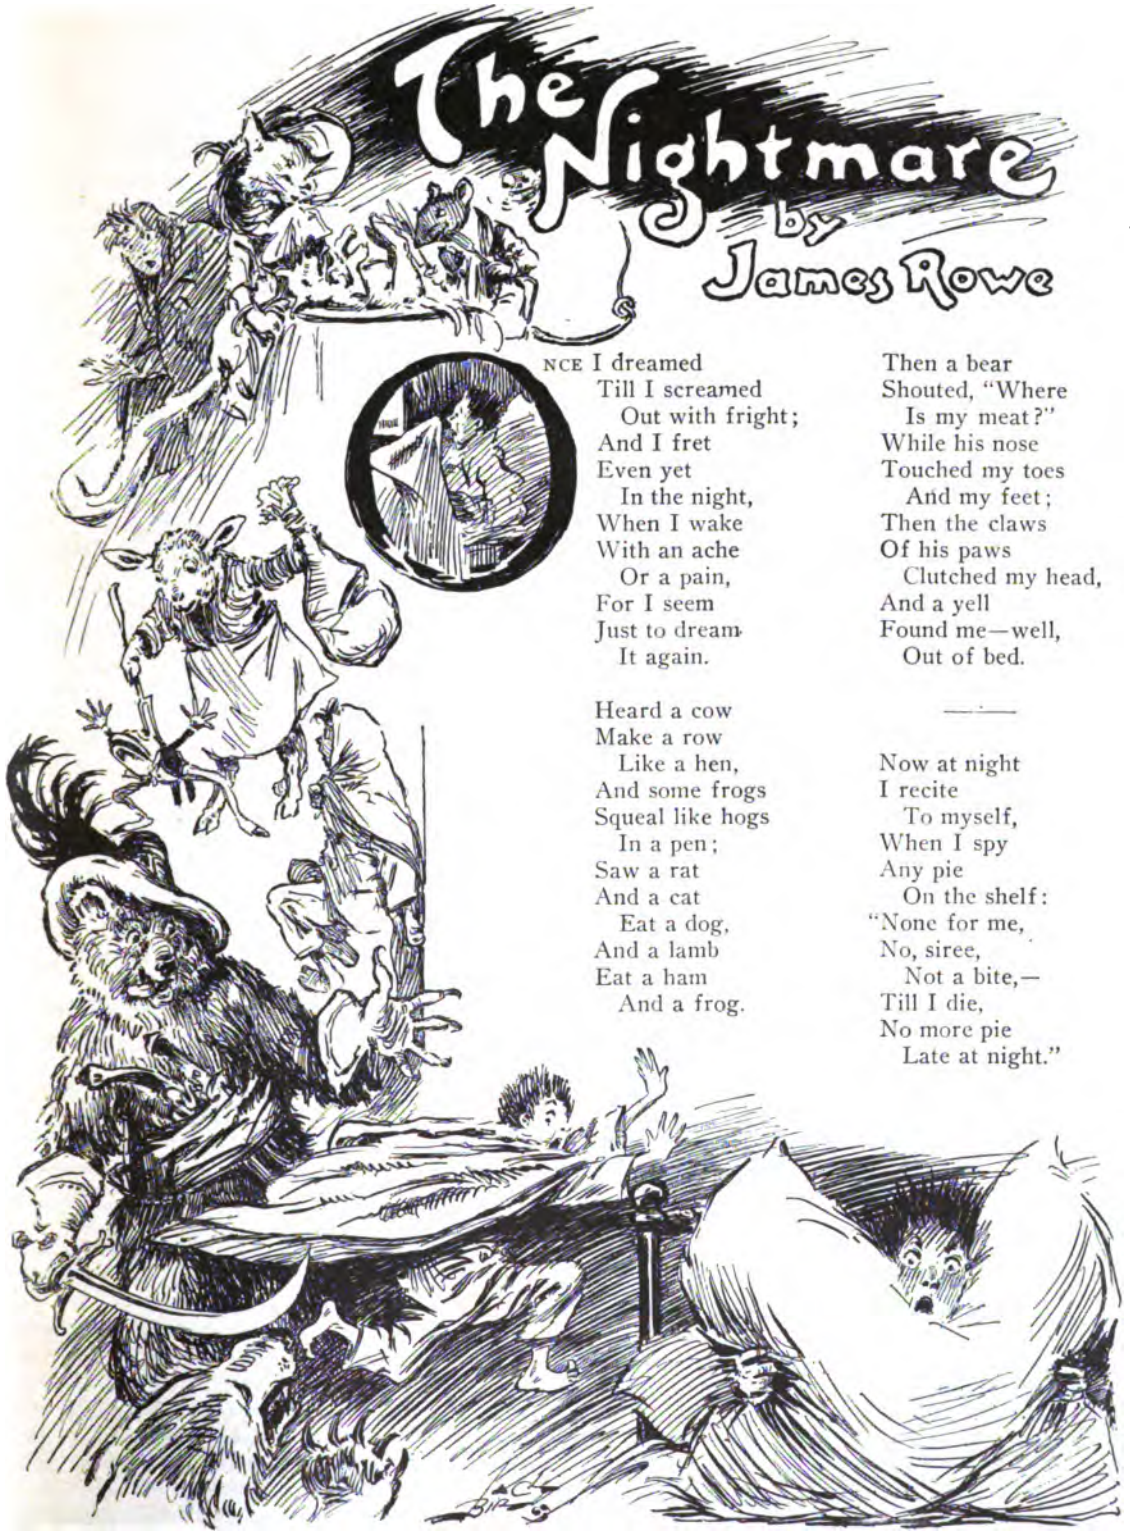 The
Nightmare
by
James Rowe
ONCE I dreamed
Till I screamed
Out with fright;
And I fret
Even yet
In the night,
When I wake
With an ache
Or a pain,
For I seem
Just to dream
It again.
Heard a cow
Make a row
Like a hen,
And some frogs
Squeal like hogs
In a pen;
Saw a rat
And a cat
Eat a dog,
And a lamb
Eat a ham
And a frog.
Then a bear
Shouted, "Where
Is my meat?"
While his nose
Touched my toes
And my feet;
Then the claws
Of his paws
Clutched my head,
And a yell
Found me—well,
Out of bed.
Now at night
I recite
To myself,
When I spy
Any pie
On the shelf:
"None for me,
No, siree,
Not a bite,—
Till I die,
No more pie
Late at night."